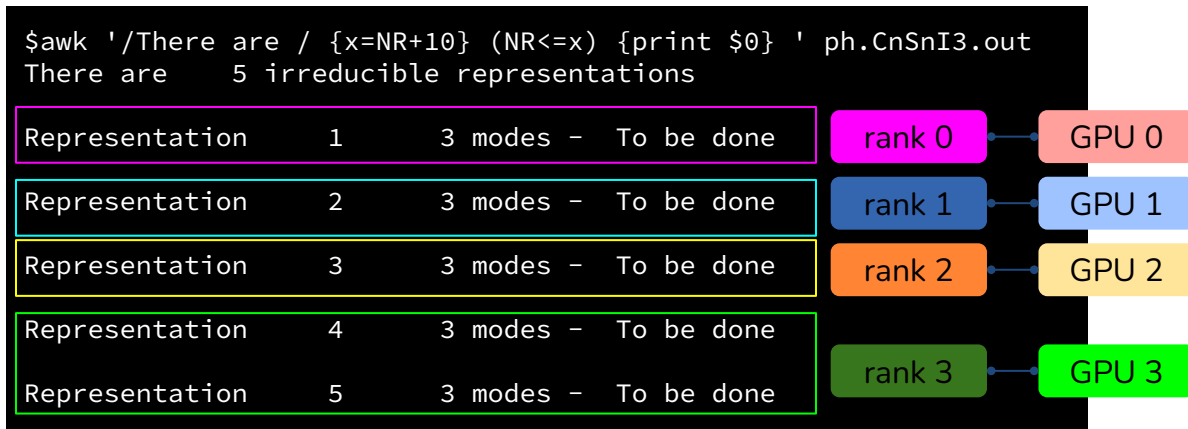 $awk '/There are / {x=NR+10} (NR<=x) {print $0} ' ph.CnSnI3.out
There are    5 irreducible representations
Representation     1      3 modes -  To be done
rank 0
GPU 0
Representation     2      3 modes -  To be done
rank 1
GPU 1
Representation     3      3 modes -  To be done
rank 2
GPU 2
Representation     4      3 modes -  To be done
Representation     5      3 modes -  To be done
rank 3
GPU 3